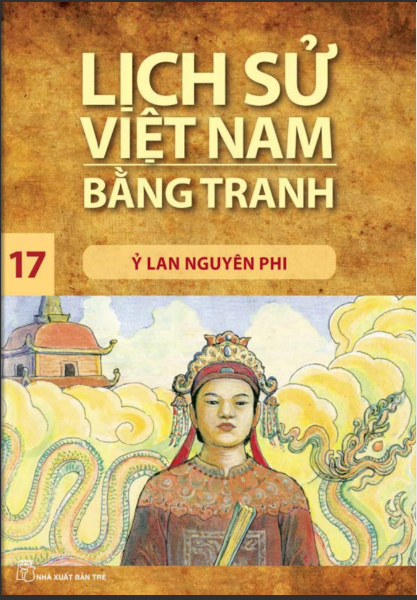 LỊCH SỬ
VIỆT NAM
BẰNG TRANH
17
Ỷ LAN NGUYÊN PHI
NHÀ XUẤT BẢN TRẺ